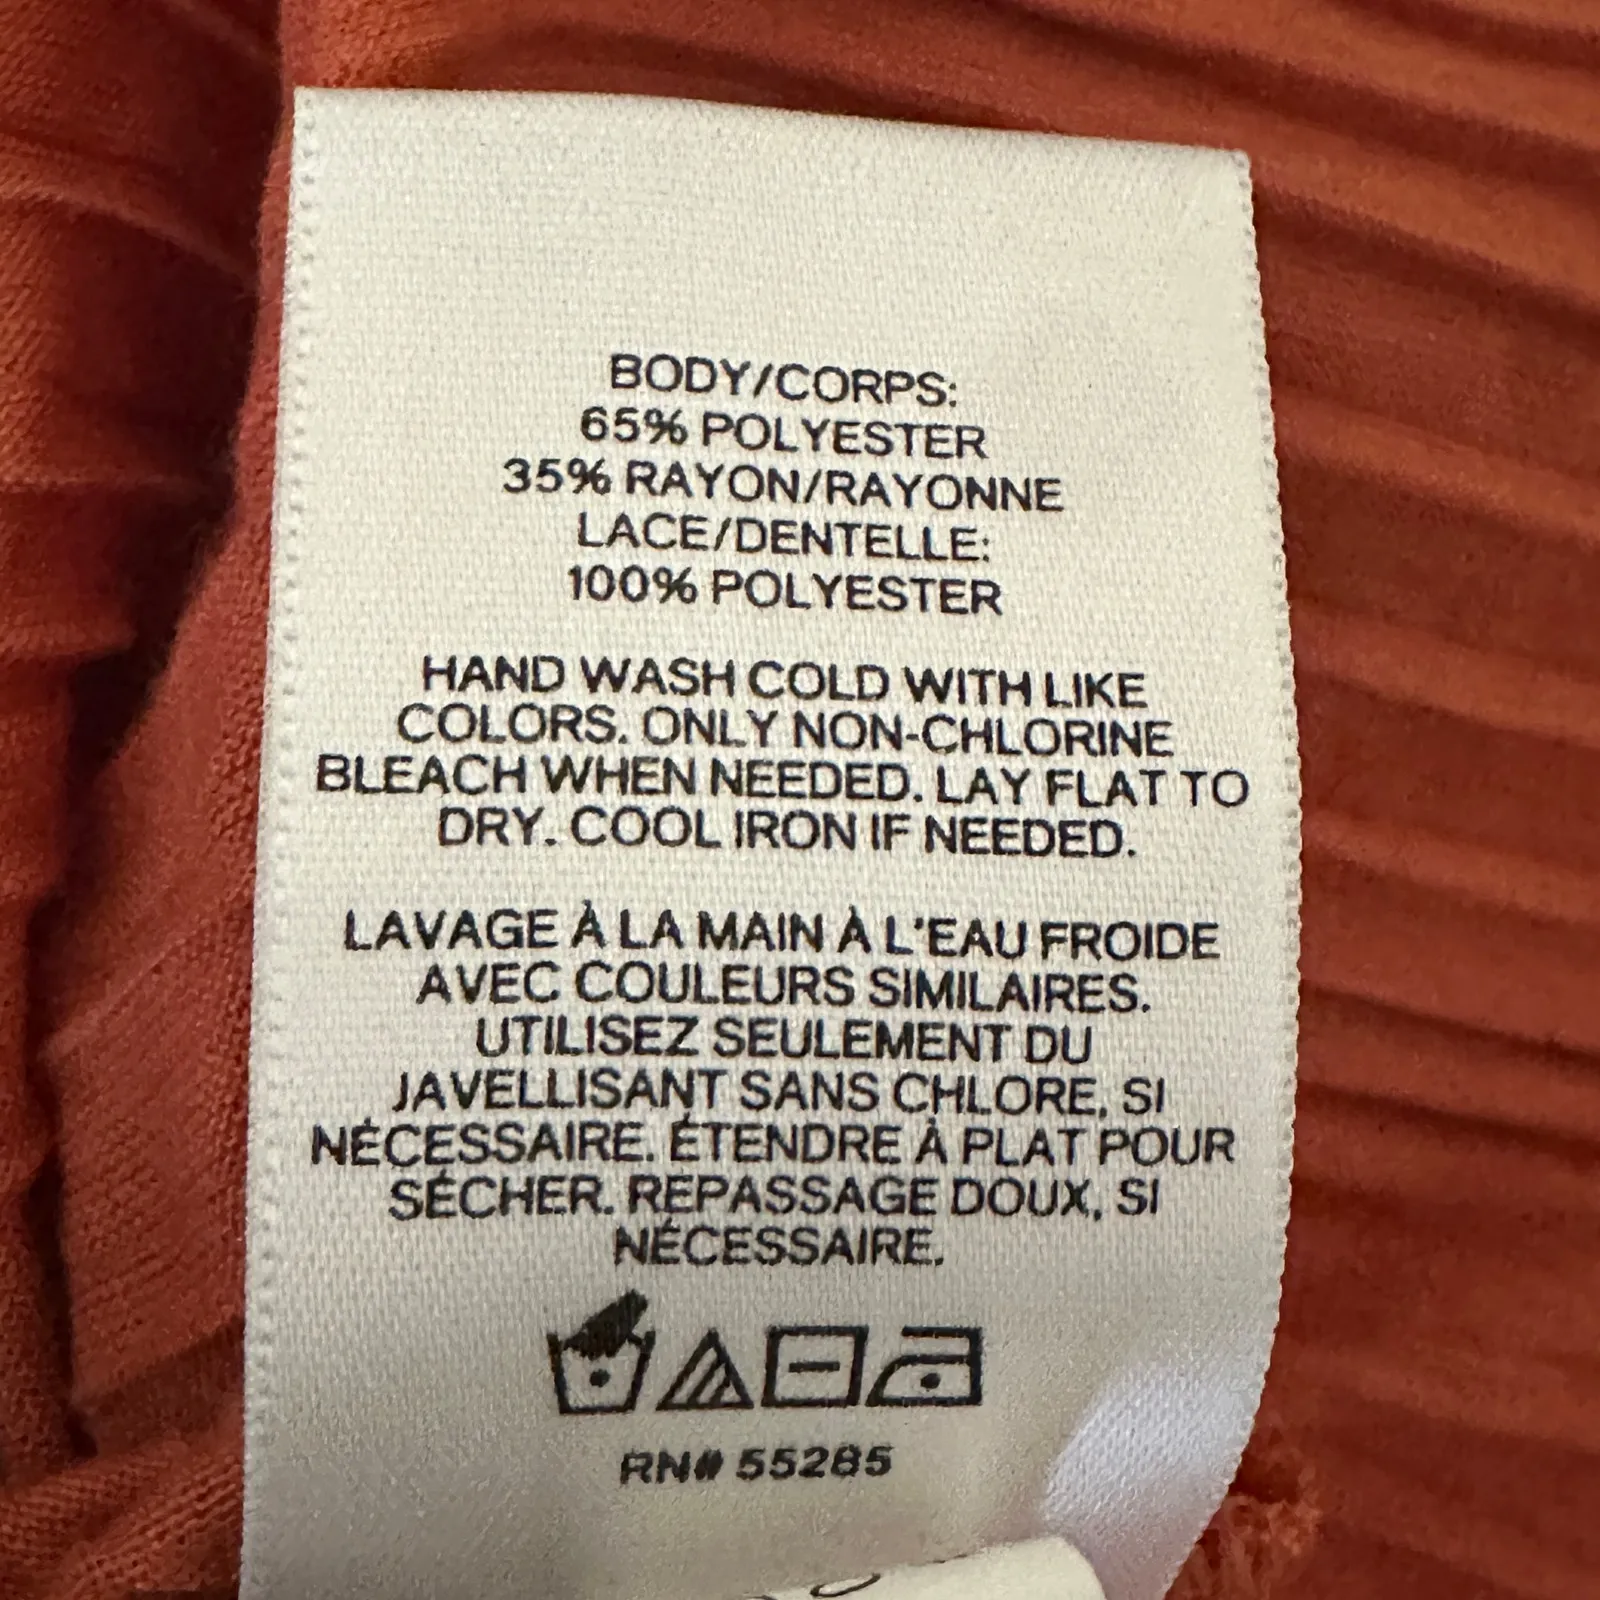 BODY/CORPS:
65% POLYESTER
35% RAYON/RAYONNE
LACE/DENTELLE:
100% POLYESTER
HAND WASH COLD WITH LIKE
COLORS. ONLY NON-CHLORINE
BLEACH WHEN NEEDED. LAY FLAT TO
DRY. COOL IRON IF NEEDED.
LAVAGE À LA MAIN À L'EAU FROIDE
AVEC COULEURS SIMILAIRES.
UTILISEZ SEULEMENT DU
JAVELLISANT SANS CHLORE, SI
NÉCESSAIRE. ÉTENDRE À PLAT POUR
SÉCHER. REPASSAGE DOUX, SI
NÉCESSAIRE.
RN# 55285